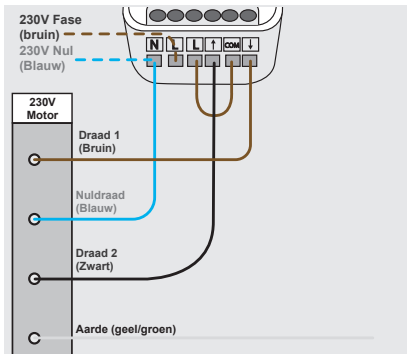 230V Fase
(bruin)
230V Nul
(Blauw)
N L L ↑ COM ↓
230V
Motor
Draad 1
(Bruin)
Nuldraad
(Blauw)
Draad 2
(Zwart)
Aarde (geel/groen)